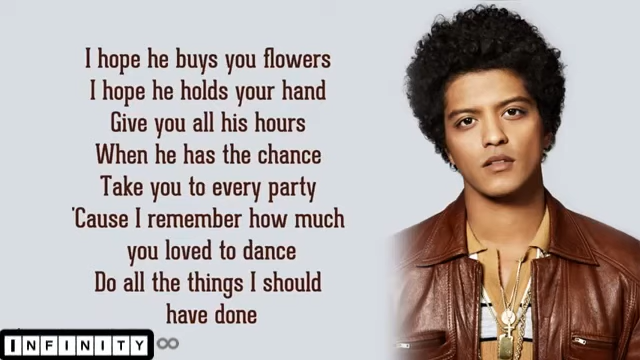 I hope he buys you flowers
I hope he holds your hand
Give you all his hours
When he has the chance
Take you to every party
'Cause I remember how much
you loved to dance
Do all the things I should
have done
INFINITY ∞